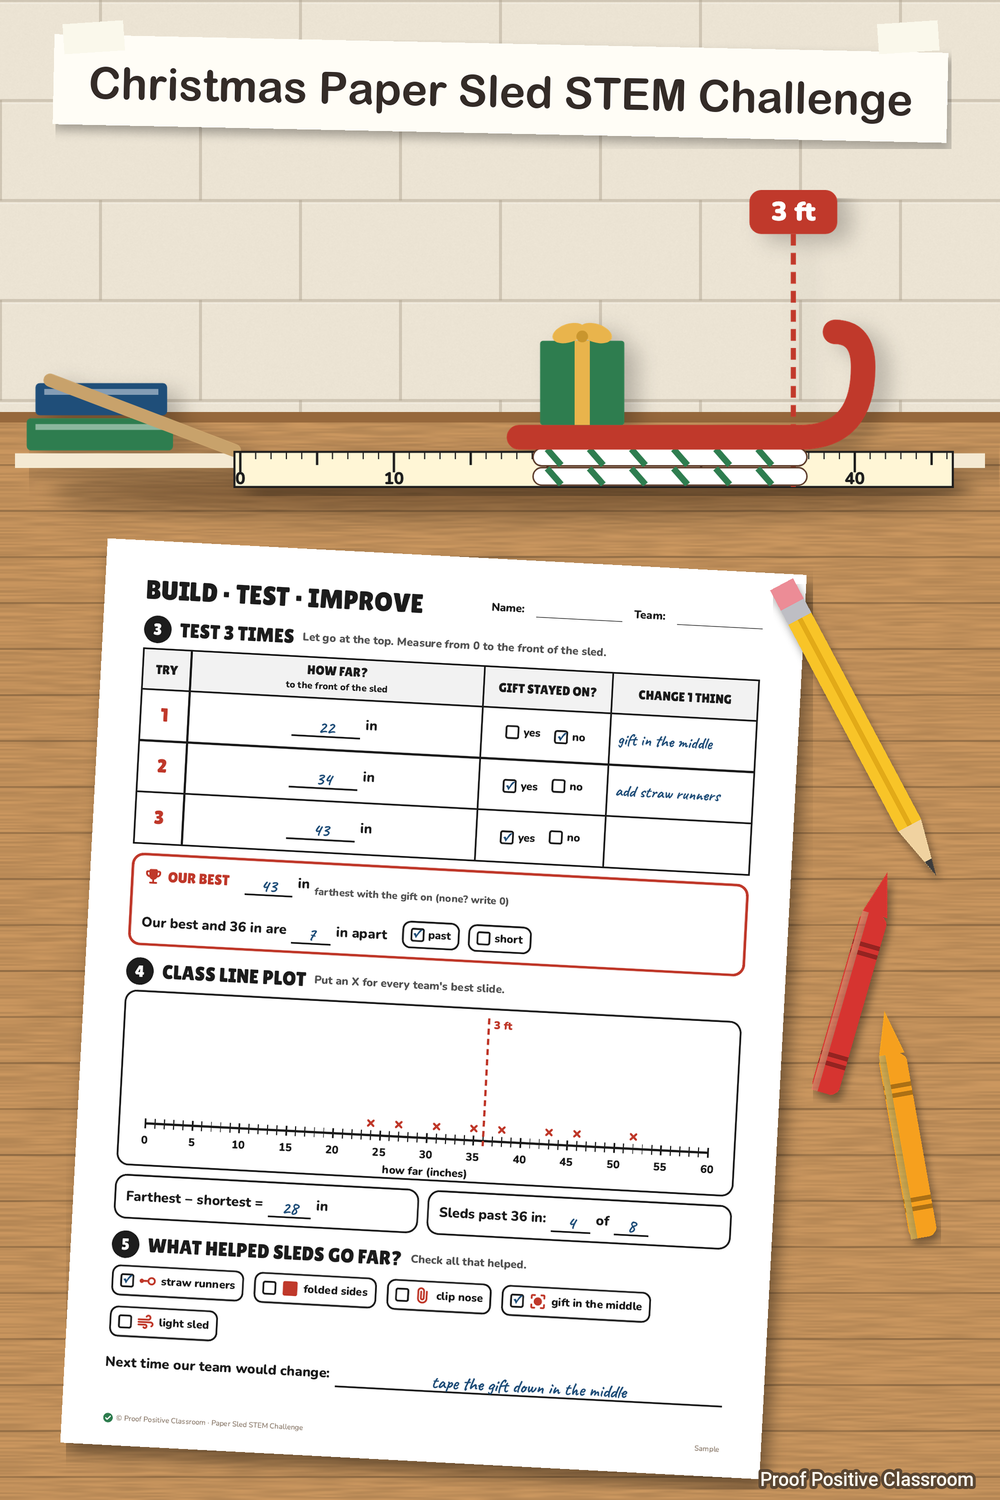 Christmas Paper Sled STEM Challenge
3 ft
0 10 40
BUILD · TEST · IMPROVE
Name: Team:
3 TEST 3 TIMES Let go at the top. Measure from 0 to the front of the sled.
TRY HOW FAR? GIFT STAYED ON? CHANGE 1 THING
to the front of the sled
1 22 in yes no gift in the middle
2 34 in yes no add straw runners
3 43 in yes no
OUR BEST 43 in farthest with the gift on (none? write 0)
Our best and 36 in are 7 in apart past short
4 CLASS LINE PLOT Put an X for every team's best slide.
3 ft
0 5 10 15 20 25 30 35 40 45 50 55 60
how far (inches)
Farthest – shortest = 28 in
Sleds past 36 in: 4 of 8
5 WHAT HELPED SLEDS GO FAR? Check all that helped.
straw runners folded sides clip nose gift in the middle
light sled
Next time our team would change: tape the gift down in the middle
© Proof Positive Classroom · Paper Sled STEM Challenge
Sample
Proof Positive Classroom